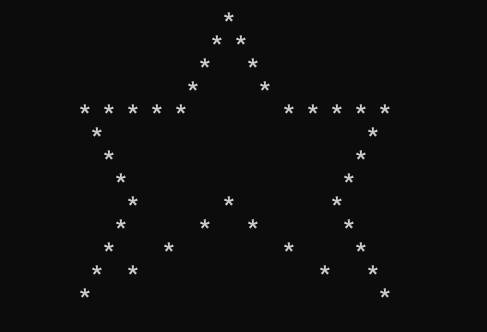 *
           * *
          *   *
         *     *
* * * * *        * * * * *
 *                      *
  *                    *
   *                  *
    *       *        *
   *      *   *       *
  *    *         *     *
 *  *               *   *
*                        *